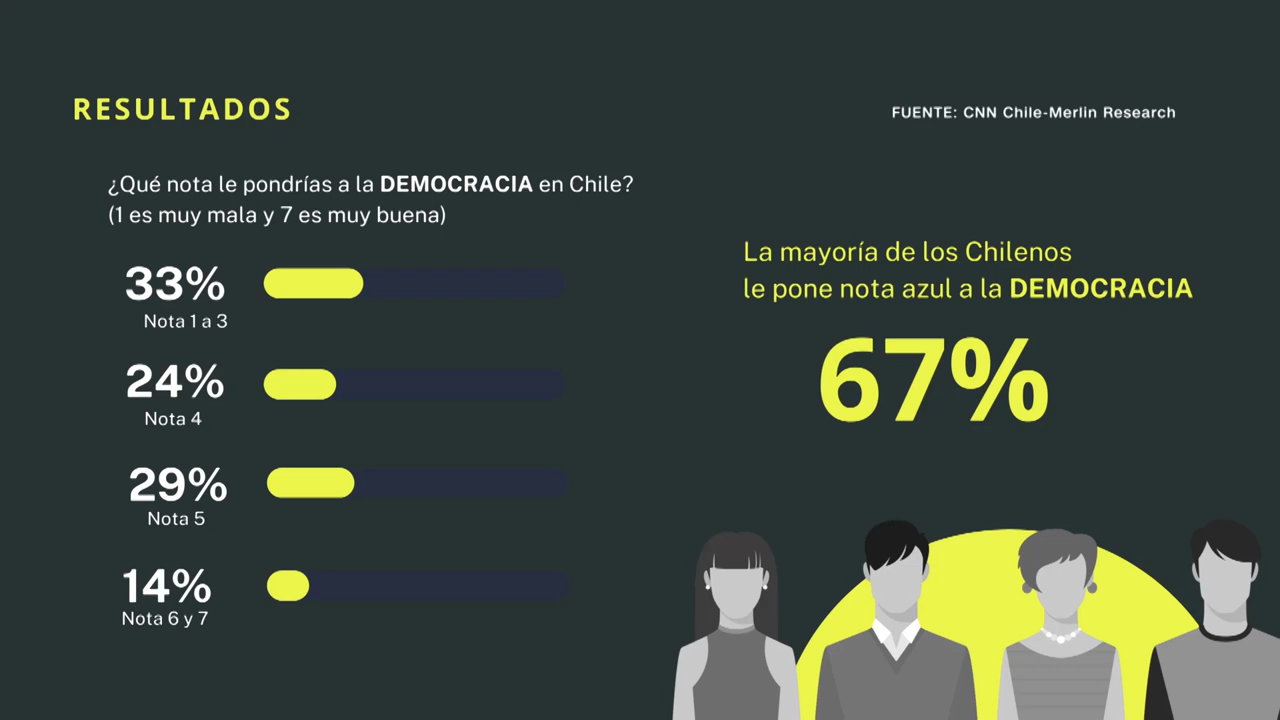 RESULTADOS
FUENTE: CNN Chile-Merlin Research
¿Qué nota le pondrías a la DEMOCRACIA en Chile?
(1 es muy mala y 7 es muy buena)
33%
Nota 1 a 3
24%
Nota 4
29%
Nota 5
14%
Nota 6 y 7
La mayoría de los Chilenos
le pone nota azul a la DEMOCRACIA
67%